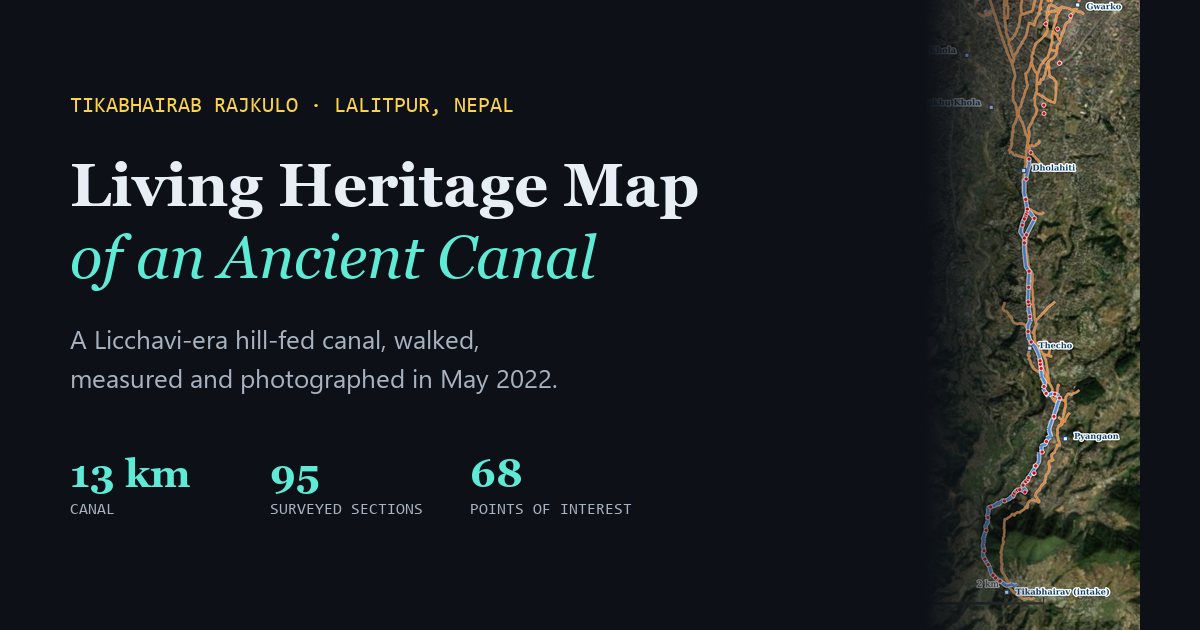 TIKABHAIRAB RAJKULO · LALITPUR, NEPAL
Living Heritage Map
of an Ancient Canal
A Licchavi-era hill-fed canal, walked,
measured and photographed in May 2022.
13 km
CANAL
95
SURVEYED SECTIONS
68
POINTS OF INTEREST
Gwarko
Khola
Khola
Dholahiti
Thecho
Pyangaon
2 km
Tikabhairav (intake)